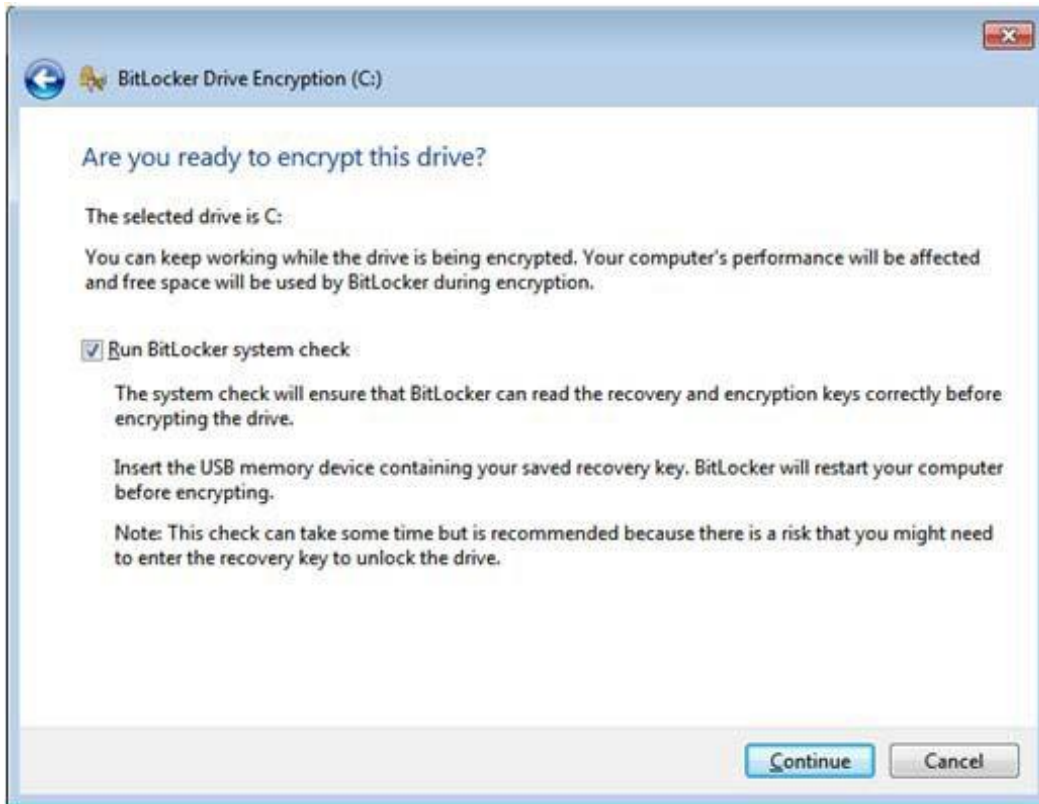 BitLocker Drive Encryption (C:)
Are you ready to encrypt this drive?
The selected drive is C:
You can keep working while the drive is being encrypted. Your computer's performance will be affected
and free space will be used by BitLocker during encryption.
Run BitLocker system check
The system check will ensure that BitLocker can read the recovery and encryption keys correctly before
encrypting the drive.
Insert the USB memory device containing your saved recovery key. BitLocker will restart your computer
before encrypting.
Note: This check can take some time but is recommended because there is a risk that you might need
to enter the recovery key to unlock the drive.
Continue Cancel